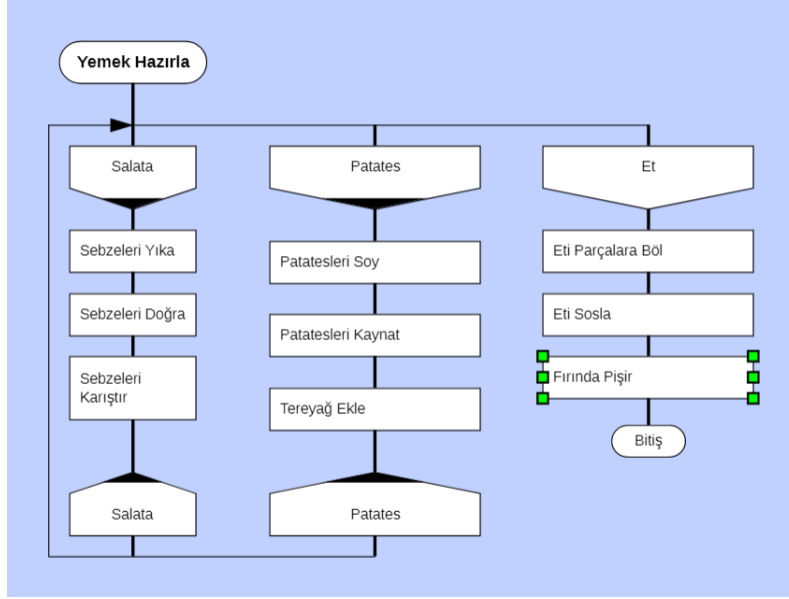 Yemek Hazırla
Salata
Patates
Et
Sebzeleri Yıka
Sebzeleri Doğra
Sebzeleri
Karıştır
Salata
Patatesleri Soy
Patatesleri Kaynat
Tereyağ Ekle
Patates
Eti Parçalara Böl
Eti Sosla
Fırında Pişir
Bitiş